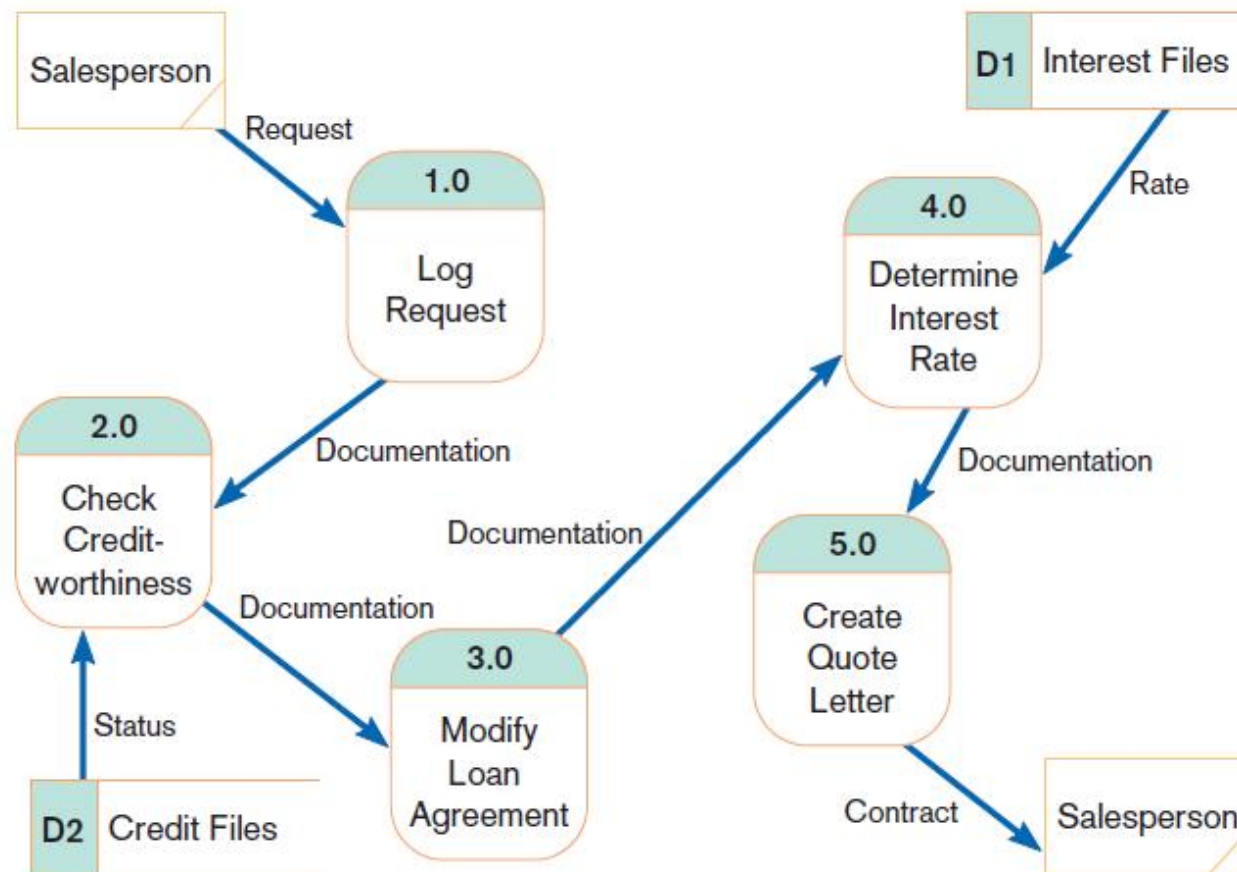 Salesperson
Request
1.0
Log
Request
Documentation
2.0
Check
Credit-
worthiness
Status
D2 Credit Files
Documentation
3.0
Modify
Loan
Agreement
Documentation
D1 Interest Files
Rate
4.0
Determine
Interest
Rate
Documentation
5.0
Create
Quote
Letter
Contract
Salesperson